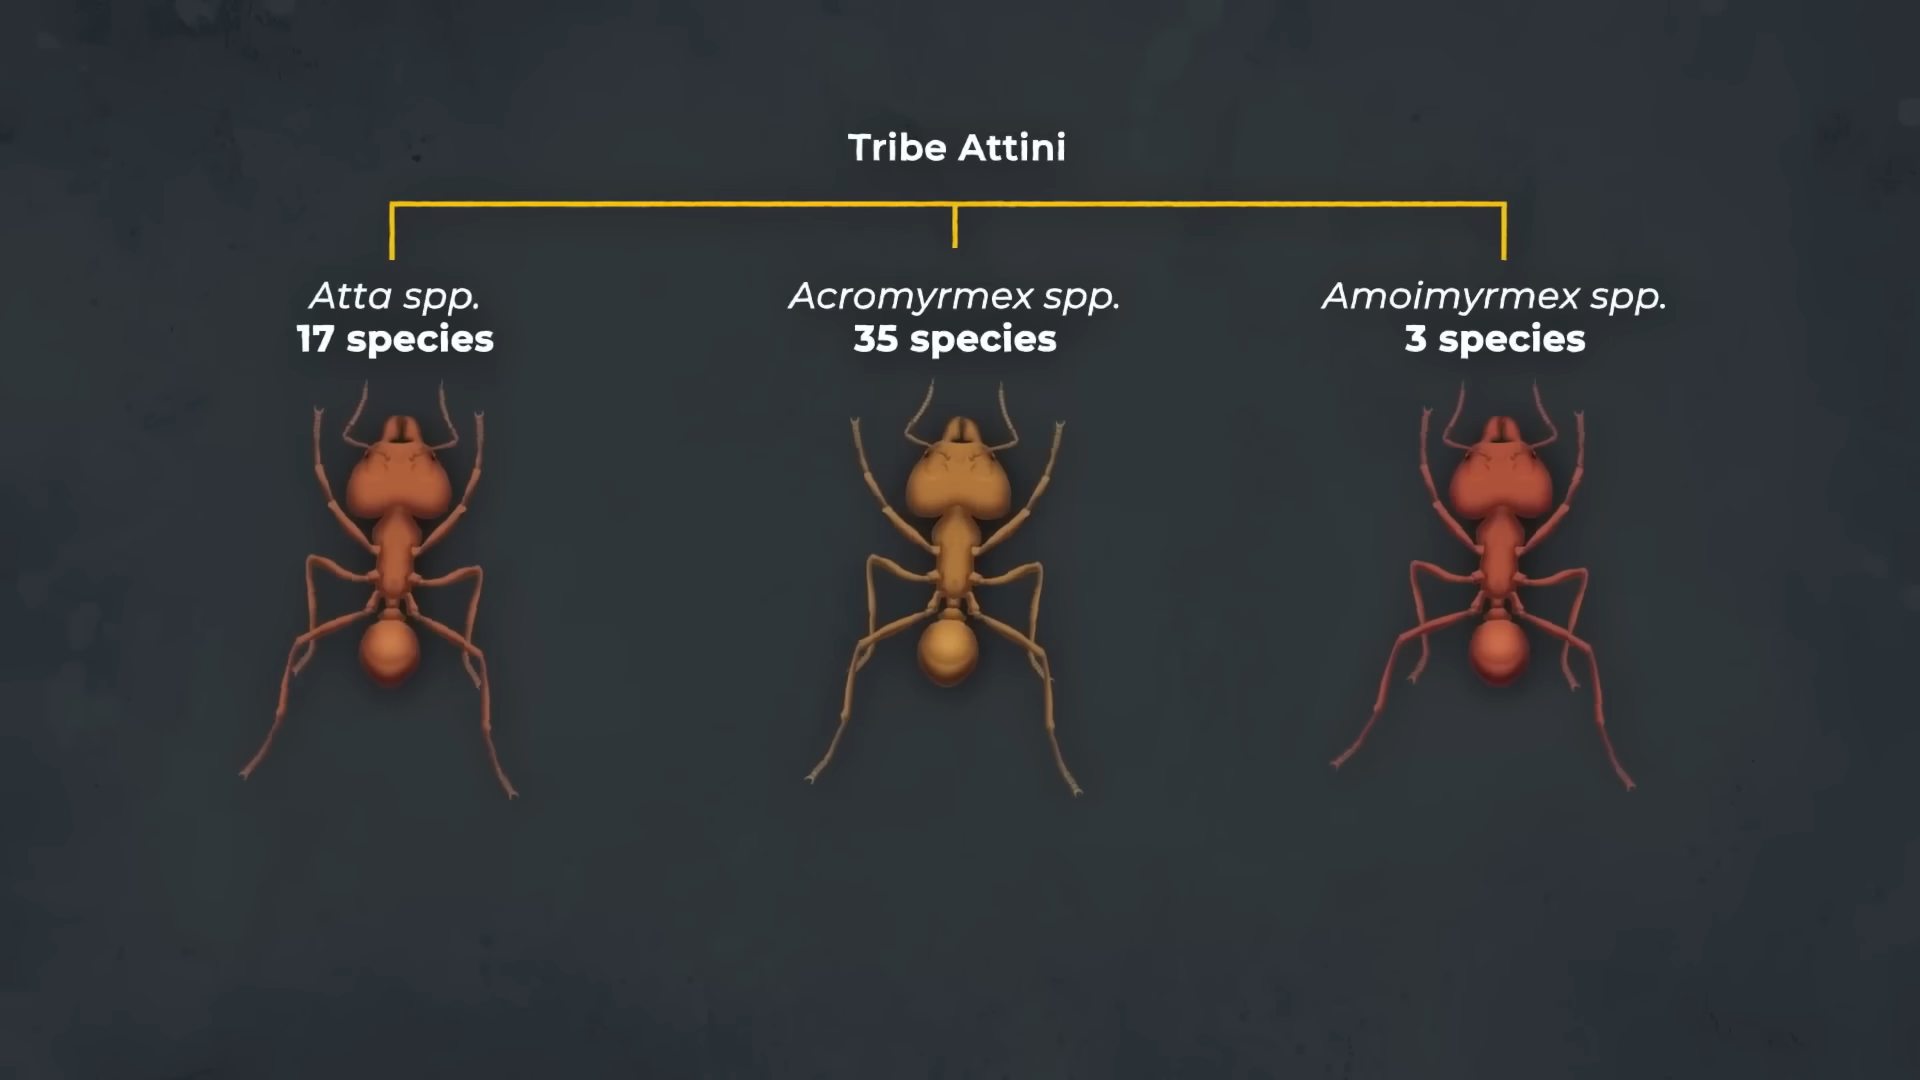 Tribe Attini
Atta spp.
17 species
Acromyrmex spp.
35 species
Amoimyrmex spp.
3 species